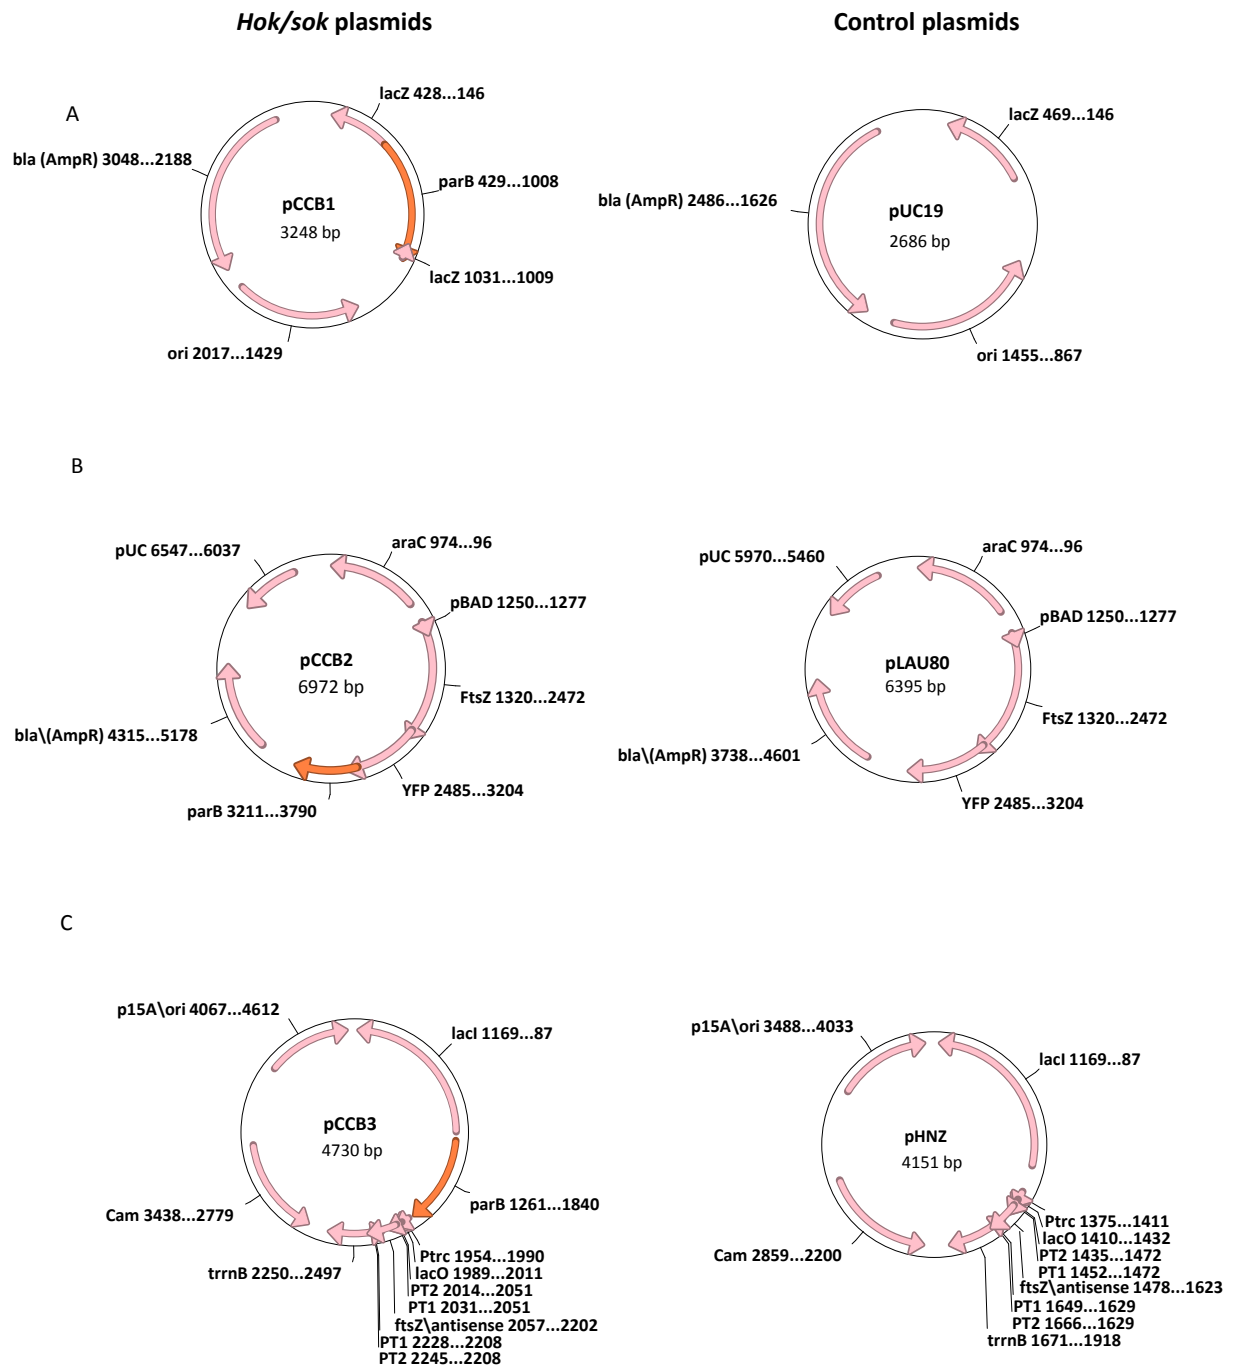 Hok/sok plasmids
Control plasmids
A
lacZ 428...146
bla (AmpR) 3048...2188
parB 429...1008
pCCB1
3248 bp
lacZ 1031...1009
ori 2017...1429
lacZ 469...146
bla (AmpR) 2486...1626
pUC19
2686 bp
ori 1455...867
B
pUC 6547...6037
araC 974...96
pBAD 1250...1277
pCCB2
6972 bp
FtsZ 1320...2472
bla\(AmpR) 4315...5178
YFP 2485...3204
parB 3211...3790
pUC 5970...5460
araC 974...96
pBAD 1250...1277
pLAU80
6395 bp
FtsZ 1320...2472
bla\(AmpR) 3738...4601
YFP 2485...3204
C
p15A\ori 4067...4612
lacI 1169...87
pCCB3
4730 bp
parB 1261...1840
Cam 3438...2779
Ptrc 1954...1990
trrnB 2250...2497
lacO 1989...2011
PT2 2014...2051
PT1 2031...2051
ftsZ\antisense 2057...2202
PT1 2228...2208
PT2 2245...2208
p15A\ori 3488...4033
lacI 1169...87
pHNZ
4151 bp
Ptrc 1375...1411
lacO 1410...1432
Cam 2859...2200
PT2 1435...1472
PT1 1452...1472
ftsZ\antisense 1478...1623
PT1 1649...1629
PT2 1666...1629
trrnB 1671...1918